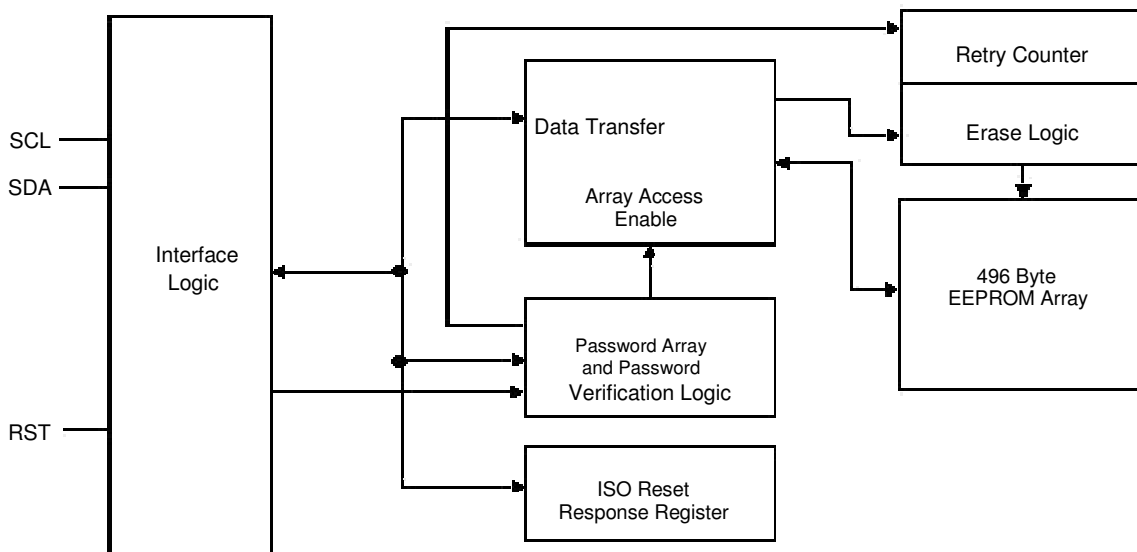 SCL
SDA
RST
Interface
Logic
Data Transfer
Array Access
Enable
Password Array
and Password
Verification Logic
ISO Reset
Response Register
Retry Counter
Erase Logic
496 Byte
EEPROM Array